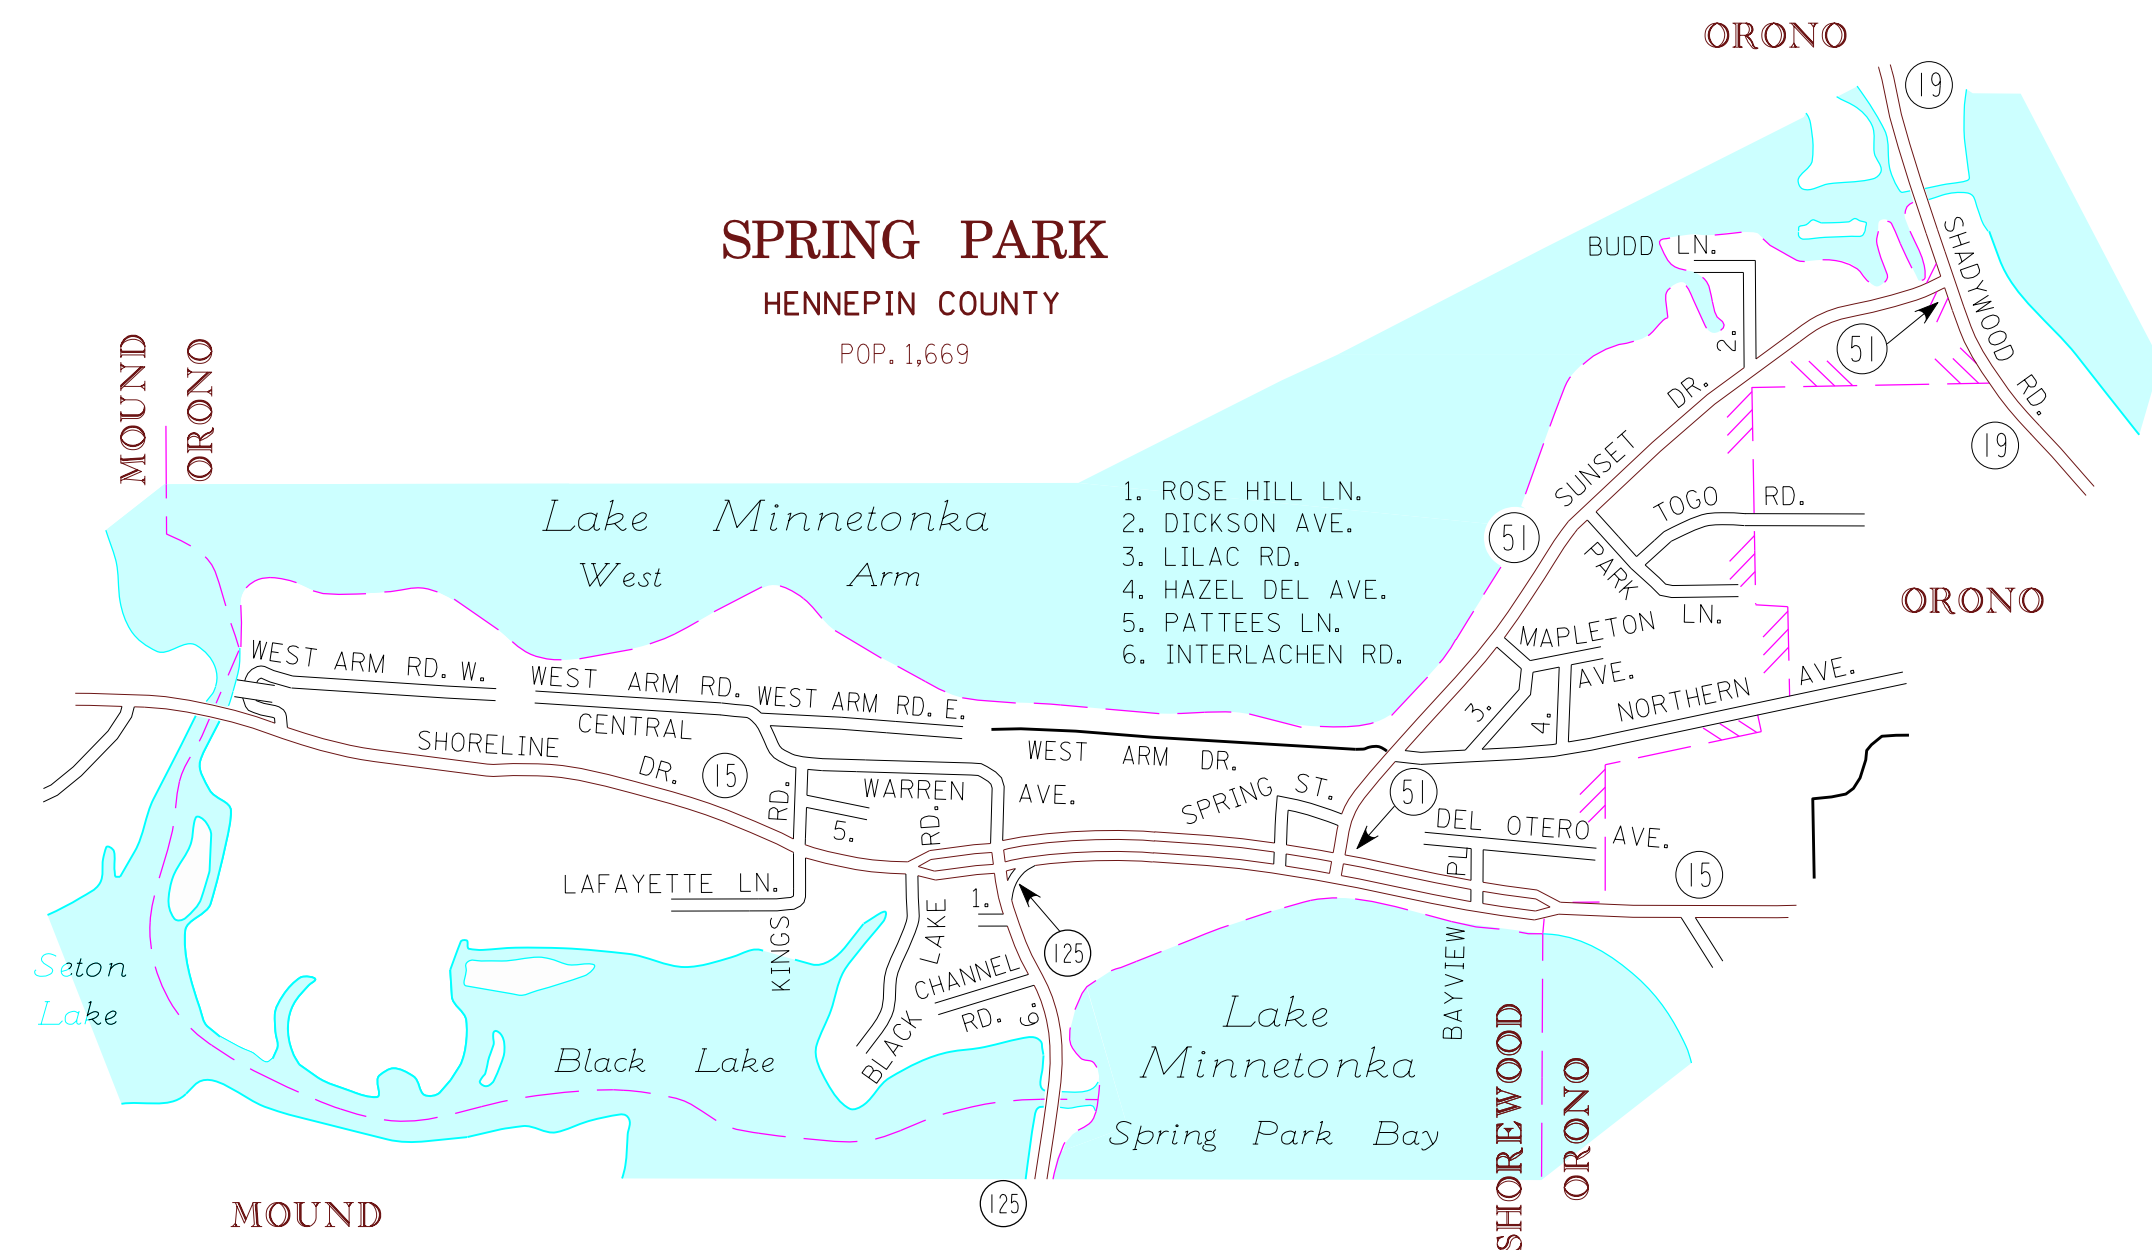 ORONO
19
SPRING PARK
HENNEPIN COUNTY
POP. 1,669
BUDD LN.
SHADYWOOD RD.
2.
51
DR.
19
MOUND
ORONO
Lake Minnetonka
West Arm
1. ROSE HILL LN.
2. DICKSON AVE.
3. LILAC RD.
4. HAZEL DEL AVE.
5. PATTEES LN.
6. INTERLACHEN RD.
SUNSET
51
TOGO RD.
PARK
LN.
ORONO
MAPLETON
AVE.
NORTHERN AVE.
3.
4.
WEST ARM RD. W.
WEST ARM RD.
WEST ARM RD. E.
CENTRAL
SHORELINE
DR.
15
WEST ARM DR.
WARREN AVE.
RD.
5.
RD.
SPRING ST.
51
DEL OTERO AVE.
PL
15
LAFAYETTE LN.
KINGS
1.
LAKE
BLACK
CHANNEL
RD.
6.
125
BAYVIEW
Seton
Lake
Black Lake
Lake
Minnetonka
Spring Park Bay
SHOREWOOD
ORONO
125
MOUND